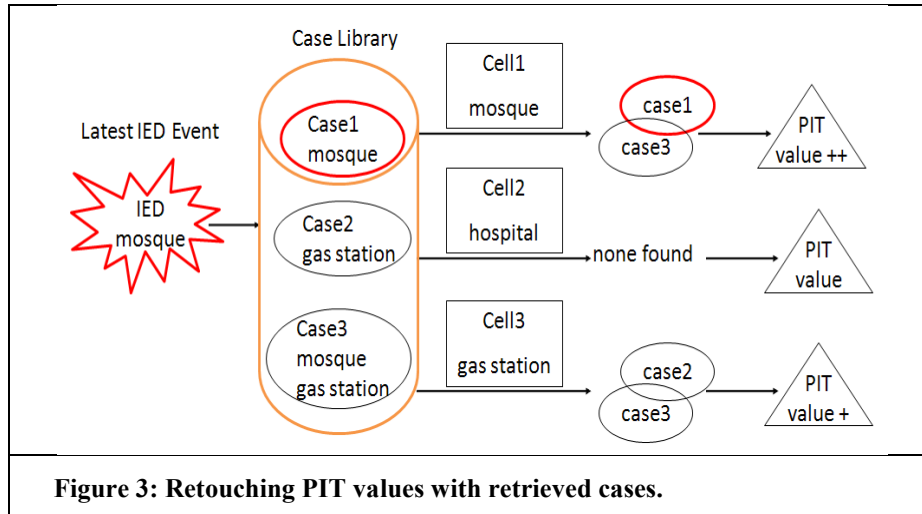 Case Library
Latest IED Event
IED
mosque
Case1
mosque
Case2
gas station
Case3
mosque
gas station
Cell1
mosque
case1
case3
PIT
value ++
Cell2
hospital
none found
PIT
value
Cell3
gas station
case2
case3
PIT
value +
Figure 3: Retouching PIT values with retrieved cases.